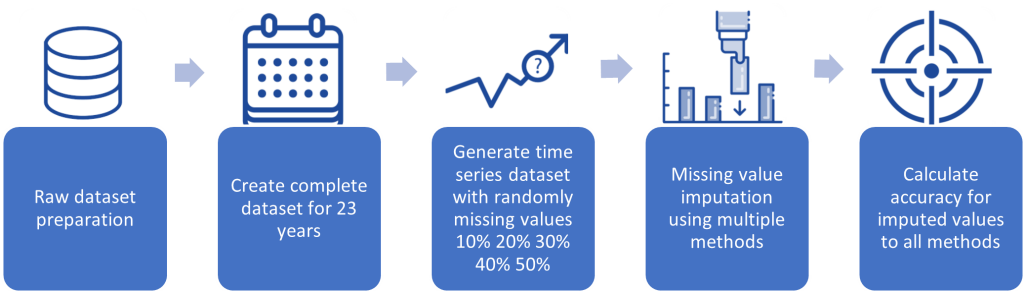 ?
Raw dataset
preparation
Create complete
dataset for 23
years
Generate time
series dataset
with randomly
missing values
10% 20% 30%
40% 50%
Missing value
imputation
using multiple
methods
Calculate
accuracy for
imputed values
to all methods